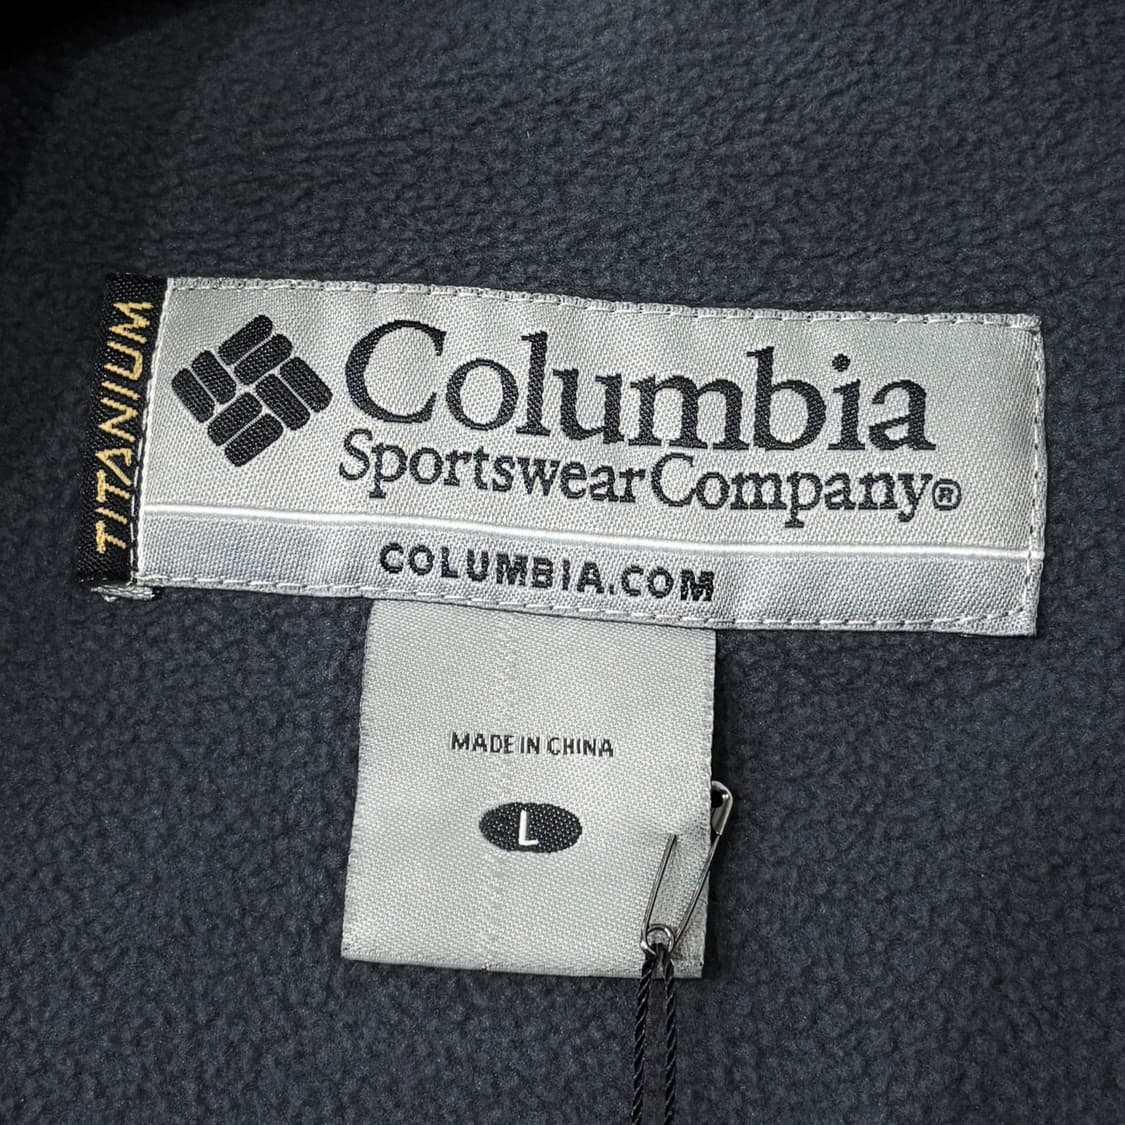 TITANIUM
Columbia
Sportswear Company®
COLUMBIA.COM
MADE IN CHINA
L